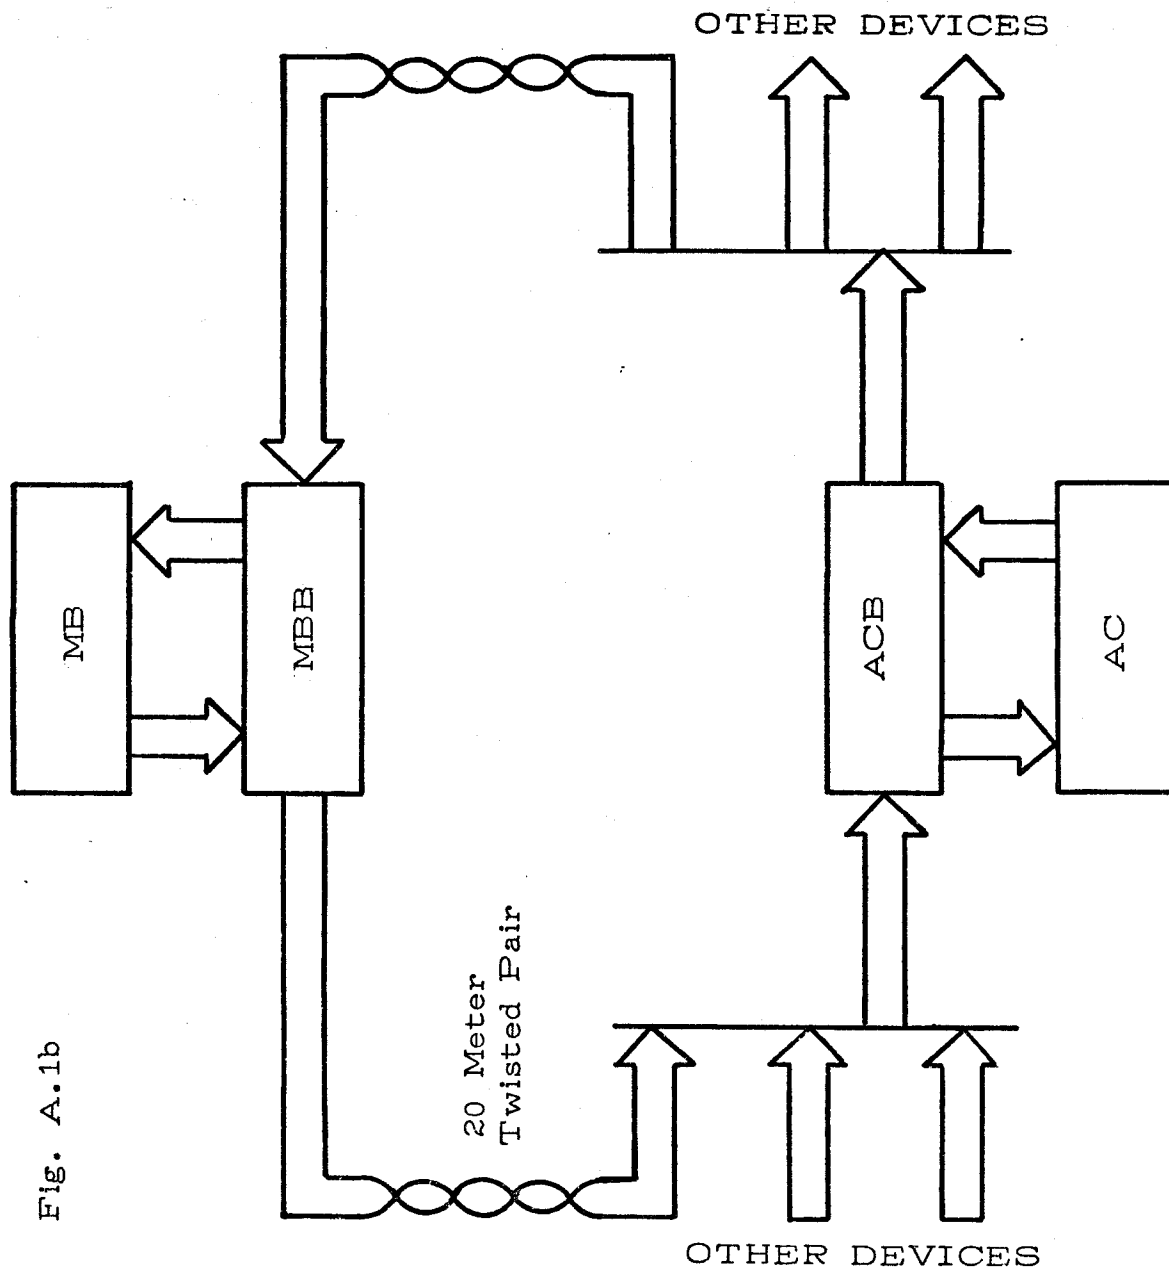 OTHER DEVICES
MB
MBB
ACB
AC
20 Meter
Twisted Pair
Fig. A.1b
OTHER DEVICES